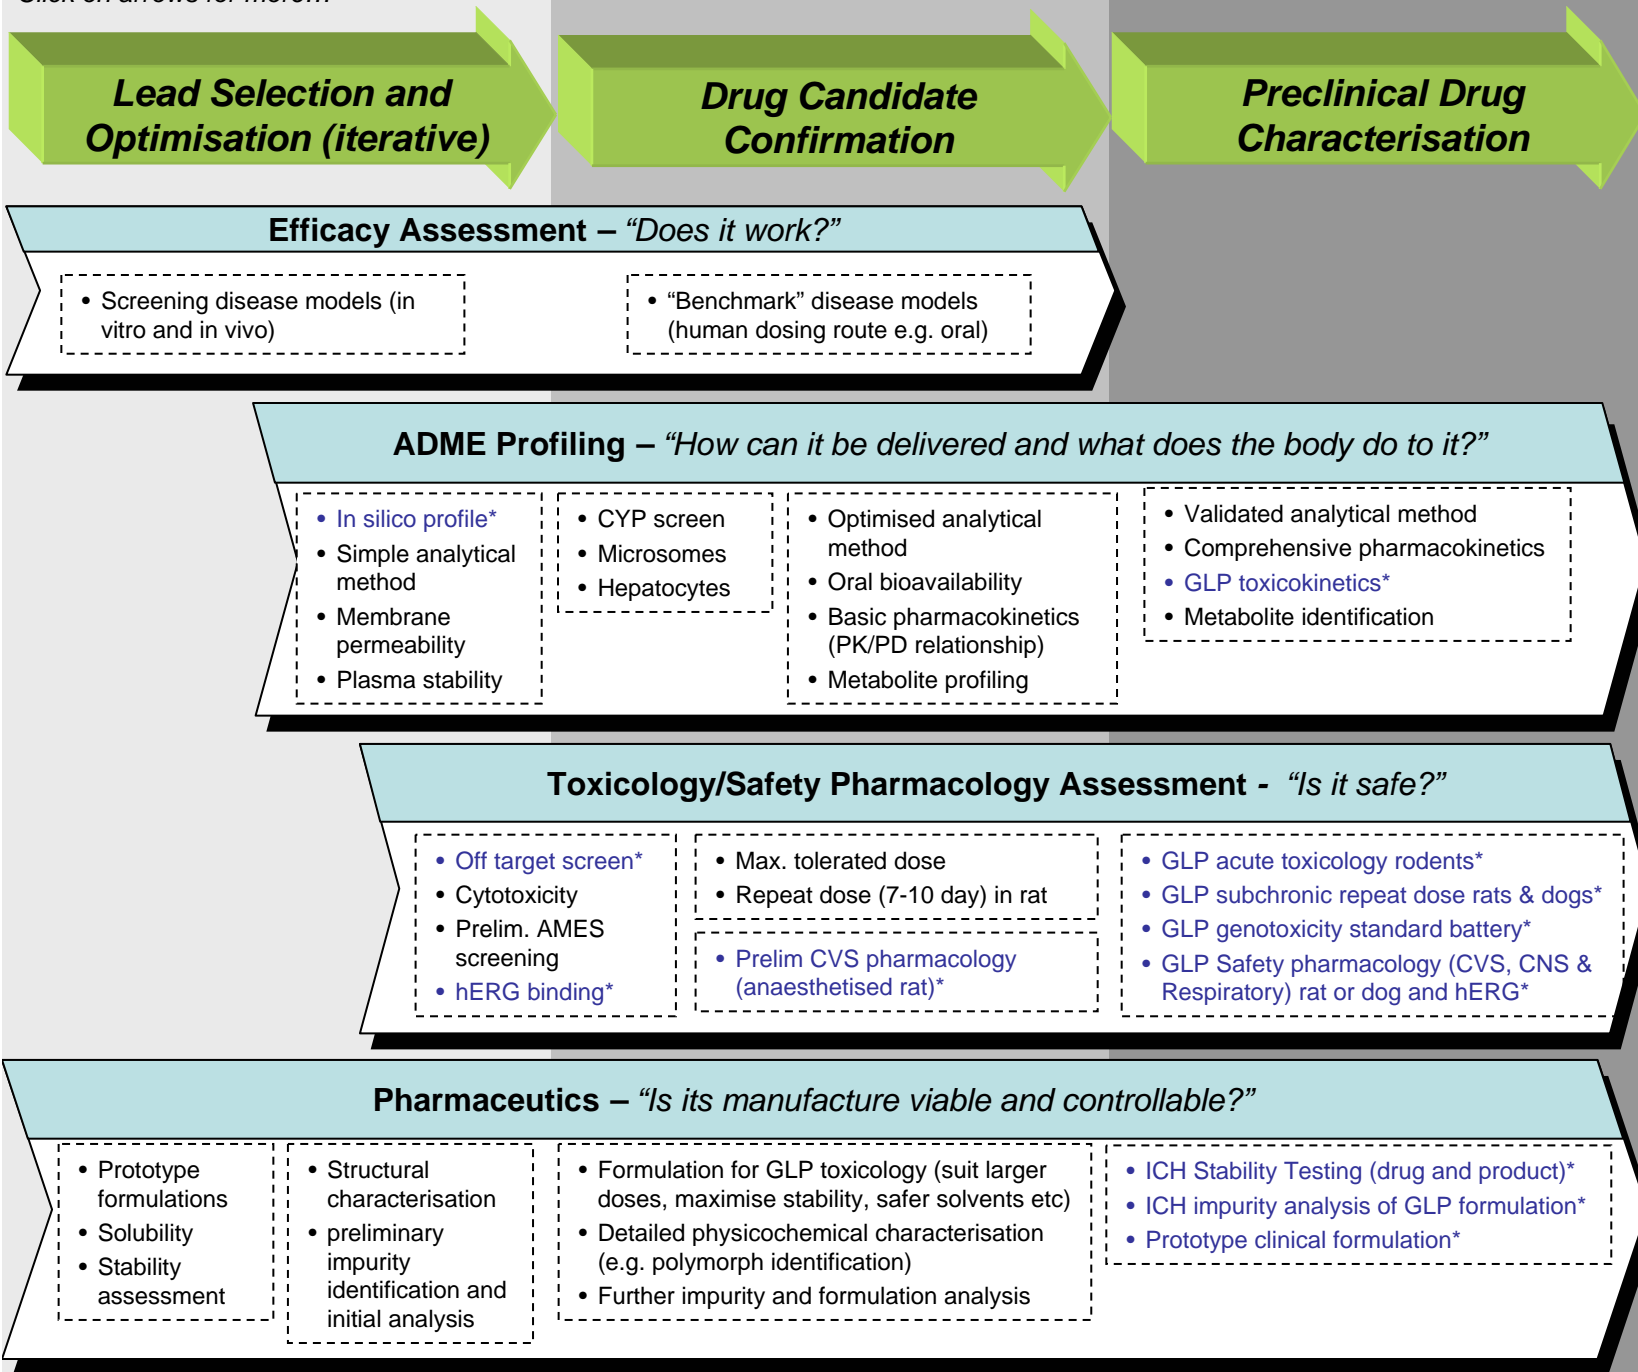 Click on arrows for more…
Lead Selection and
Optimisation (iterative)
Drug Candidate
Confirmation
Preclinical Drug
Characterisation
Efficacy Assessment – “Does it work?”
• Screening disease models (in
vitro and in vivo)
• “Benchmark” disease models
(human dosing route e.g. oral)
ADME Profiling – “How can it be delivered and what does the body do to it?”
• In silico profile*
• Simple analytical
method
• Membrane
permeability
• Plasma stability
• CYP screen
• Microsomes
• Hepatocytes
• Optimised analytical
method
• Oral bioavailability
• Basic pharmacokinetics
(PK/PD relationship)
• Metabolite profiling
• Validated analytical method
• Comprehensive pharmacokinetics
• GLP toxicokinetics*
• Metabolite identification
Toxicology/Safety Pharmacology Assessment - “Is it safe?”
• Off target screen*
• Cytotoxicity
• Prelim. AMES
screening
• hERG binding*
• Max. tolerated dose
• Repeat dose (7-10 day) in rat
• Prelim CVS pharmacology
(anaesthetised rat)*
• GLP acute toxicology rodents*
• GLP subchronic repeat dose rats & dogs*
• GLP genotoxicity standard battery*
• GLP Safety pharmacology (CVS, CNS &
Respiratory) rat or dog and hERG*
Pharmaceutics – “Is its manufacture viable and controllable?”
• Prototype
formulations
• Solubility
• Stability
assessment
• Structural
characterisation
• preliminary
impurity
identification and
initial analysis
• Formulation for GLP toxicology (suit larger
doses, maximise stability, safer solvents etc)
• Detailed physicochemical characterisation
(e.g. polymorph identification)
• Further impurity and formulation analysis
• ICH Stability Testing (drug and product)*
• ICH impurity analysis of GLP formulation*
• Prototype clinical formulation*